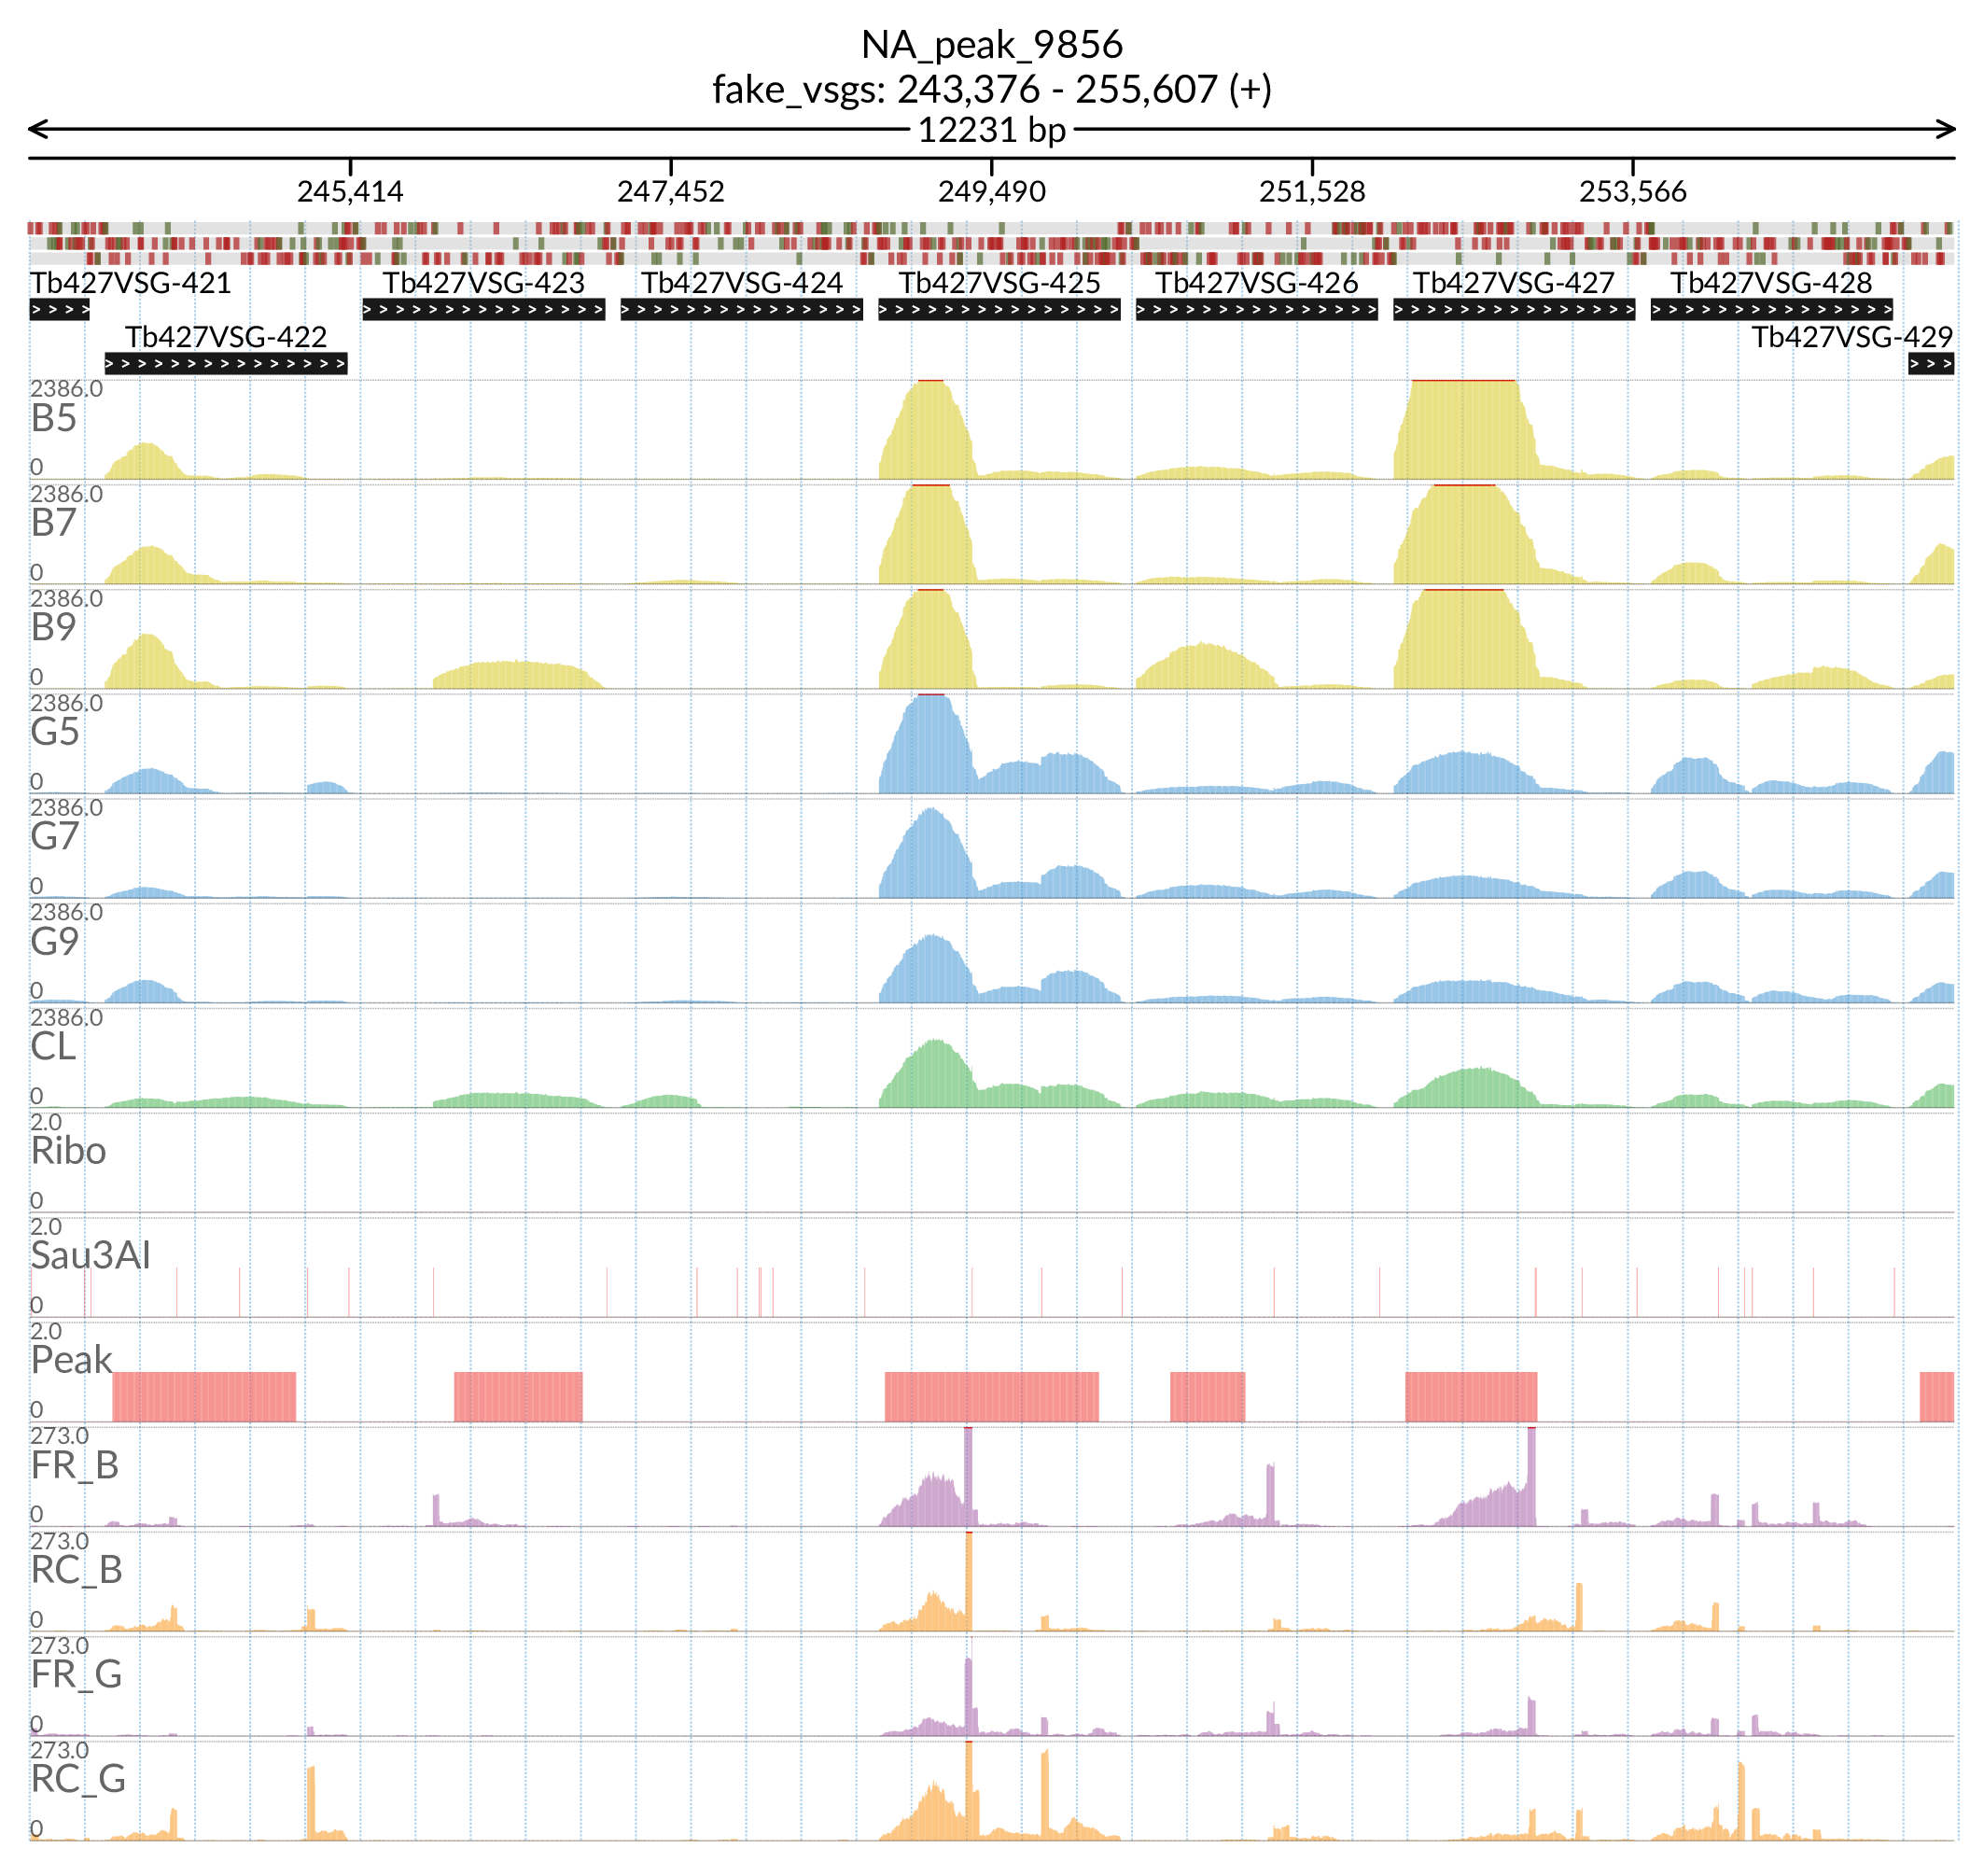 NA_peak_9856
fake_vsgs: 243,376 - 255,607 (+)
12231 bp
245,414 247,452 249,490 251,528 253,566
Tb427VSG-421 Tb427VSG-423 Tb427VSG-424 Tb427VSG-425 Tb427VSG-426 Tb427VSG-427 Tb427VSG-428
Tb427VSG-422 Tb427VSG-429
2386.0
B5
0
2386.0
B7
0
2386.0
B9
0
2386.0
G5
0
2386.0
G7
0
2386.0
G9
0
2386.0
CL
0
2.0
Ribo
0
2.0
Sau3AI
0
2.0
Peak
0
273.0
FR_B
0
273.0
RC_B
0
273.0
FR_G
0
273.0
RC_G
0